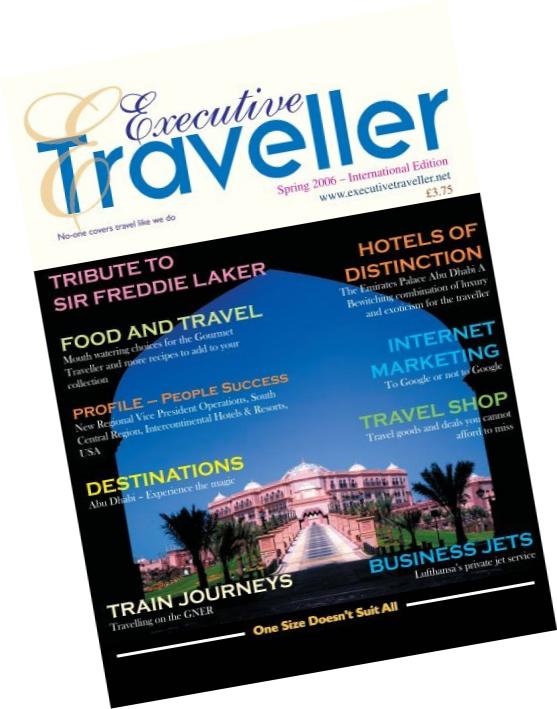 Executive
Traveller
Spring 2006 – International Edition
www.executivetraveller.net
£3.75
No-one covers travel like we do
TRIBUTE TO
SIR FREDDIE LAKER
FOOD AND TRAVEL
Mouth watering choices for the Gourmet
Traveller and more recipes to add to your
collection
PROFILE – PEOPLE SUCCESS
New Regional Vice President Operations, South
Central Region, Intercontinental Hotels & Resorts,
USA
DESTINATIONS
Abu Dhabi – Experience the magic
TRAIN JOURNEYS
Travelling on the GNER
HOTELS OF
DISTINCTION
The Emirates Palace Abu Dhabi A
Bewitching combination of luxury
and exoticism for the traveller
INTERNET
MARKETING
To Google or not to Google
TRAVEL SHOP
Travel goods and deals you cannot
afford to miss
BUSINESS JETS
Lufthansa's private jet service
One Size Doesn't Suit All